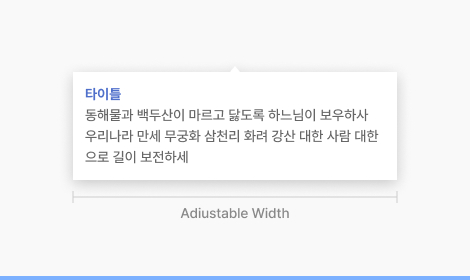 타이틀
동해물과 백두산이 마르고 닳도록 하느님이 보우하사
우리나라 만세 무궁화 삼천리 화려 강산 대한 사람 대한
으로 길이 보전하세
Adiustable Width